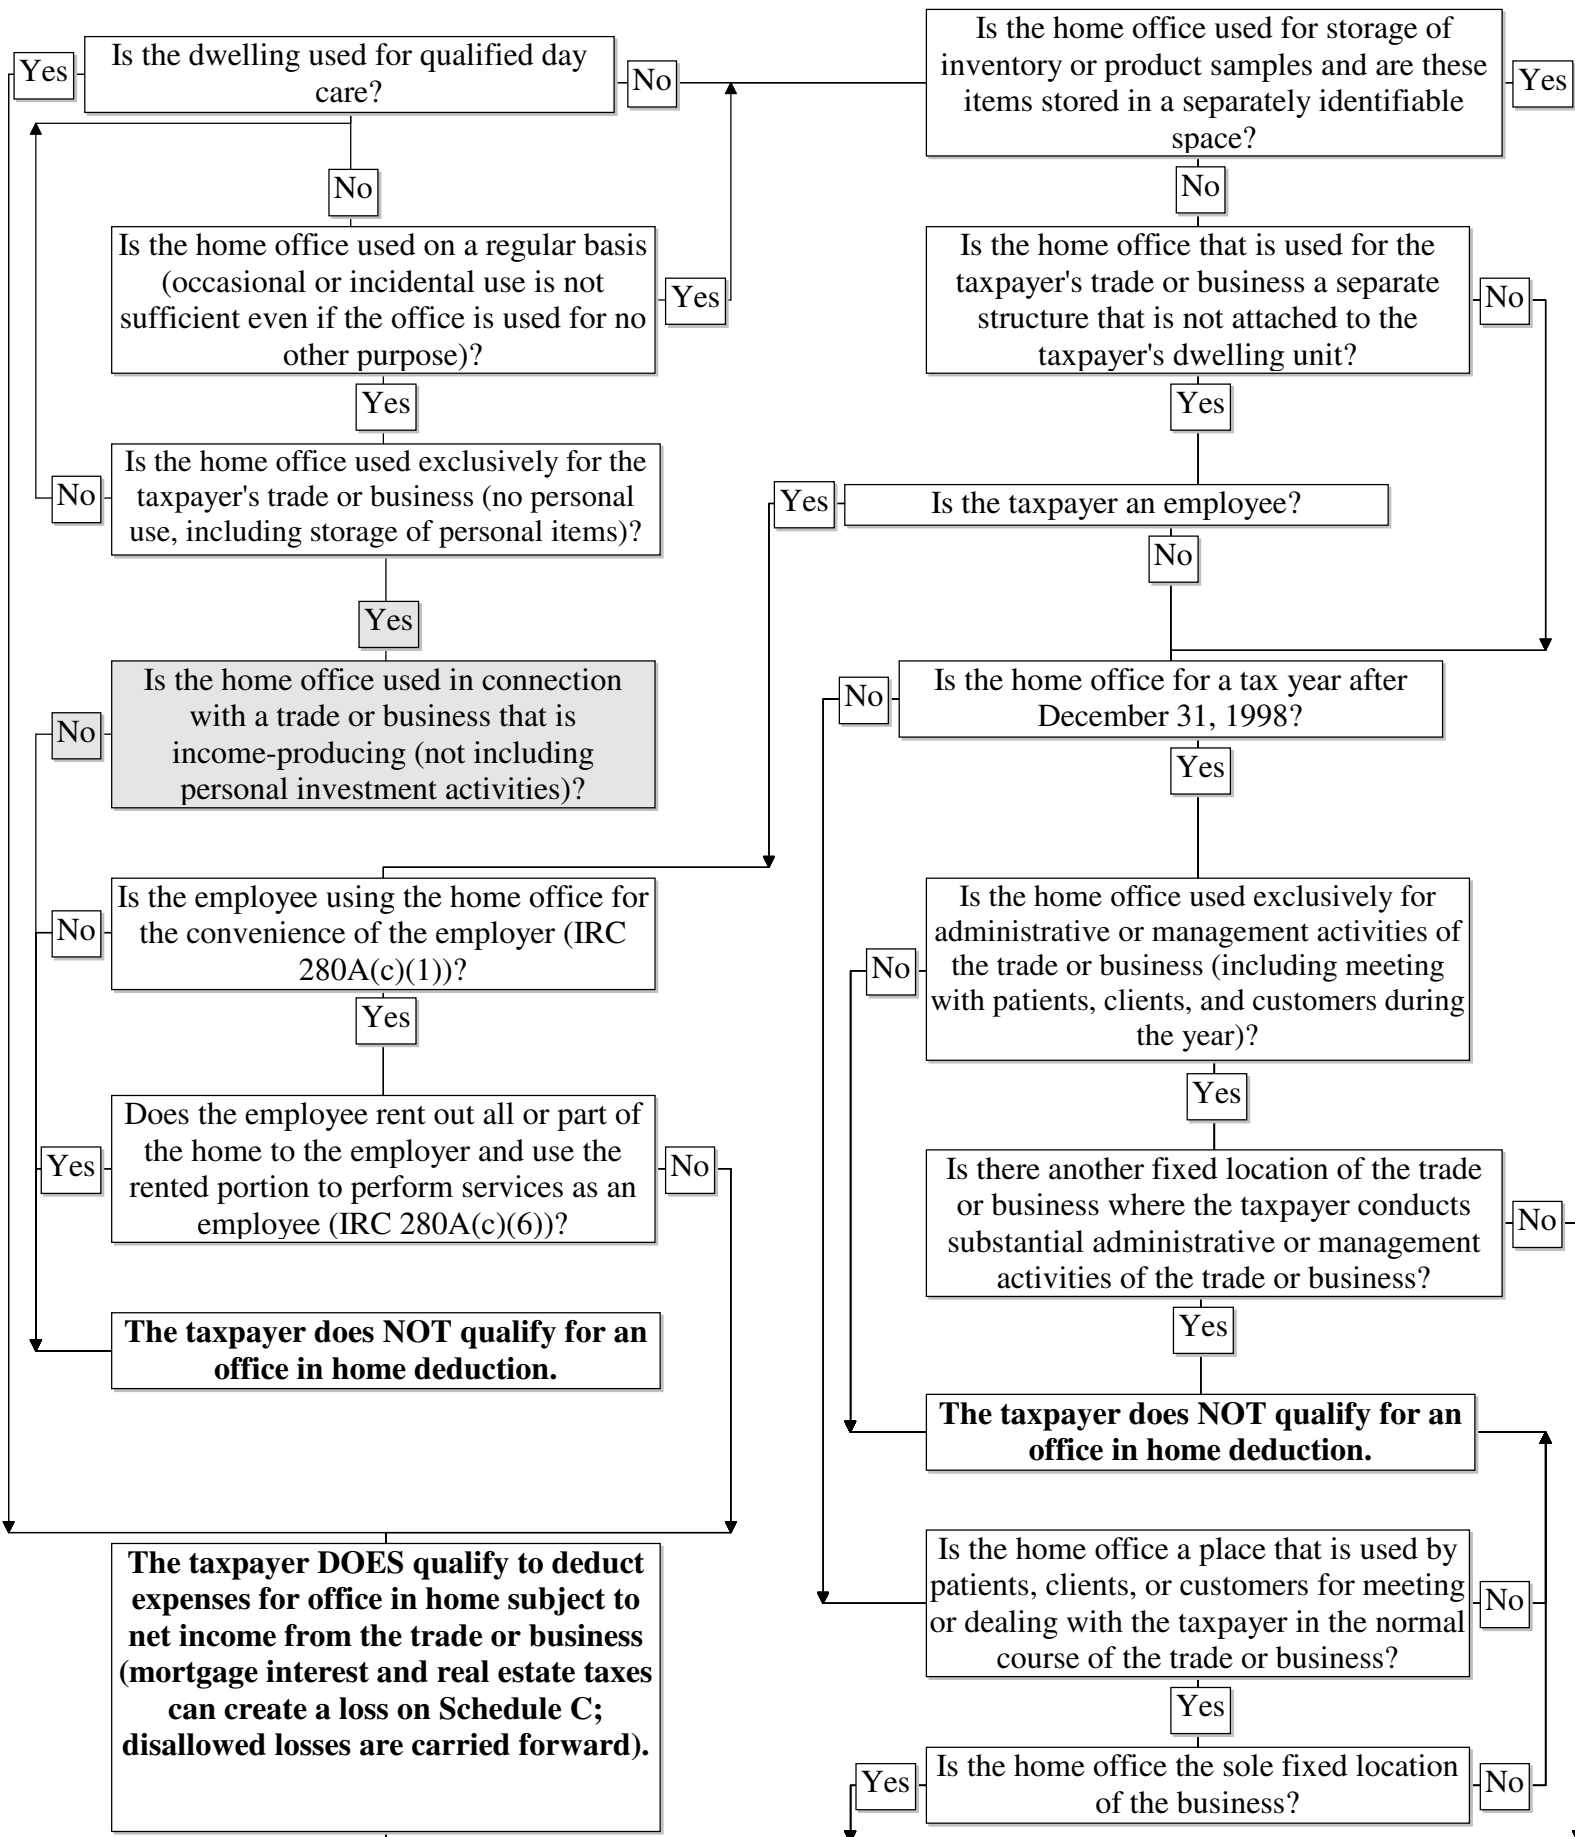 Yes
Is the dwelling used for qualified day
care?
No
No
Is the home office used on a regular basis
(occasional or incidental use is not
sufficient even if the office is used for no
other purpose)?
Yes
Yes
Is the home office used exclusively for the
taxpayer's trade or business (no personal
use, including storage of personal items)?
No
Yes
Is the home office used in connection
with a trade or business that is
income-producing (not including
personal investment activities)?
No
Is the employee using the home office for
the convenience of the employer (IRC
280A(c)(1))?
No
Yes
Does the employee rent out all or part of
the home to the employer and use the
rented portion to perform services as an
employee (IRC 280A(c)(6))?
Yes
No
The taxpayer does NOT qualify for an
office in home deduction.
The taxpayer DOES qualify to deduct
expenses for office in home subject to
net income from the trade or business
(mortgage interest and real estate taxes
can create a loss on Schedule C;
disallowed losses are carried forward).
Is the home office used for storage of
inventory or product samples and are these
items stored in a separately identifiable
space?
Yes
No
Is the home office that is used for the
taxpayer's trade or business a separate
structure that is not attached to the
taxpayer's dwelling unit?
No
Yes
Yes
Is the taxpayer an employee?
No
No
Is the home office for a tax year after
December 31, 1998?
Yes
Is the home office used exclusively for
administrative or management activities of
the trade or business (including meeting
with patients, clients, and customers during
the year)?
No
Yes
Is there another fixed location of the trade
or business where the taxpayer conducts
substantial administrative or management
activities of the trade or business?
No
Yes
The taxpayer does NOT qualify for an
office in home deduction.
Is the home office a place that is used by
patients, clients, or customers for meeting
or dealing with the taxpayer in the normal
course of the trade or business?
No
Yes
Yes
Is the home office the sole fixed location
of the business?
No